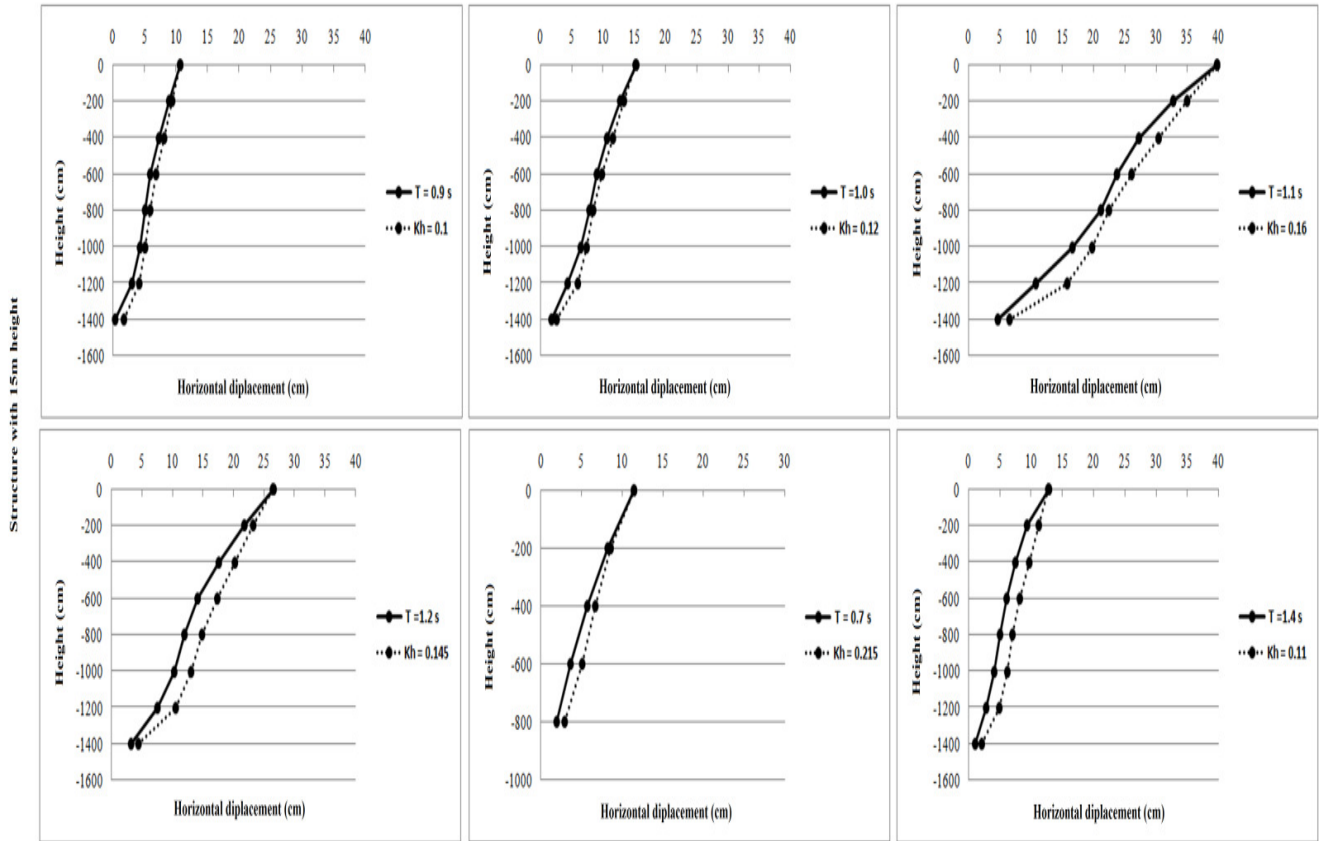 Structure with 15m height
0 5 10 15 20 25 30 35 40
0
-200
-400
-600
-800
-1000
-1200
-1400
-1600
Height (cm)
T = 0.9 s
Kh = 0.1
Horizontal diplacement (cm)
0 5 10 15 20 25 30 35 40
0
-200
-400
-600
-800
-1000
-1200
-1400
-1600
Height (cm)
T =1.0 s
Kh = 0.12
Horizontal diplacement (cm)
0 5 10 15 20 25 30 35 40
0
-200
-400
-600
-800
-1000
-1200
-1400
-1600
Height (cm)
T =1.1 s
Kh = 0.16
Horizontal diplacement (cm)
0 5 10 15 20 25 30 35 40
0
-200
-400
-600
-800
-1000
-1200
-1400
-1600
Height (cm)
T =1.2 s
Kh = 0.145
Horizontal diplacement (cm)
0 5 10 15 20 25 30
0
-200
-400
-600
-800
-1000
Height (cm)
T = 0.7 s
Kh = 0.215
Horizontal diplacement (cm)
0 5 10 15 20 25 30 35 40
0
-200
-400
-600
-800
-1000
-1200
-1400
-1600
Height (cm)
T =1.4 s
Kh = 0.11
Horizontal diplacement (cm)